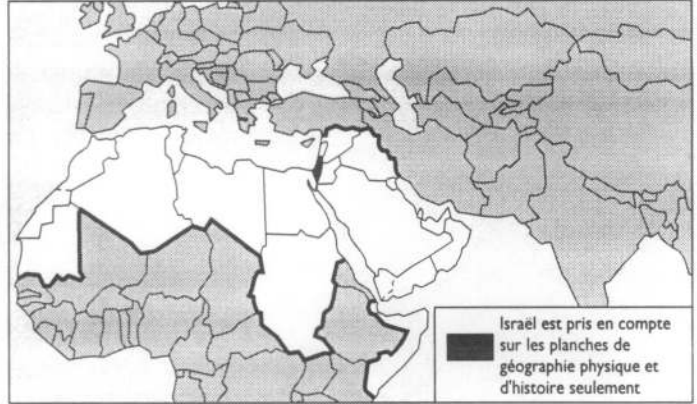 Israël est pris en compte
sur les planches de
géographie physique et
d'histoire seulement